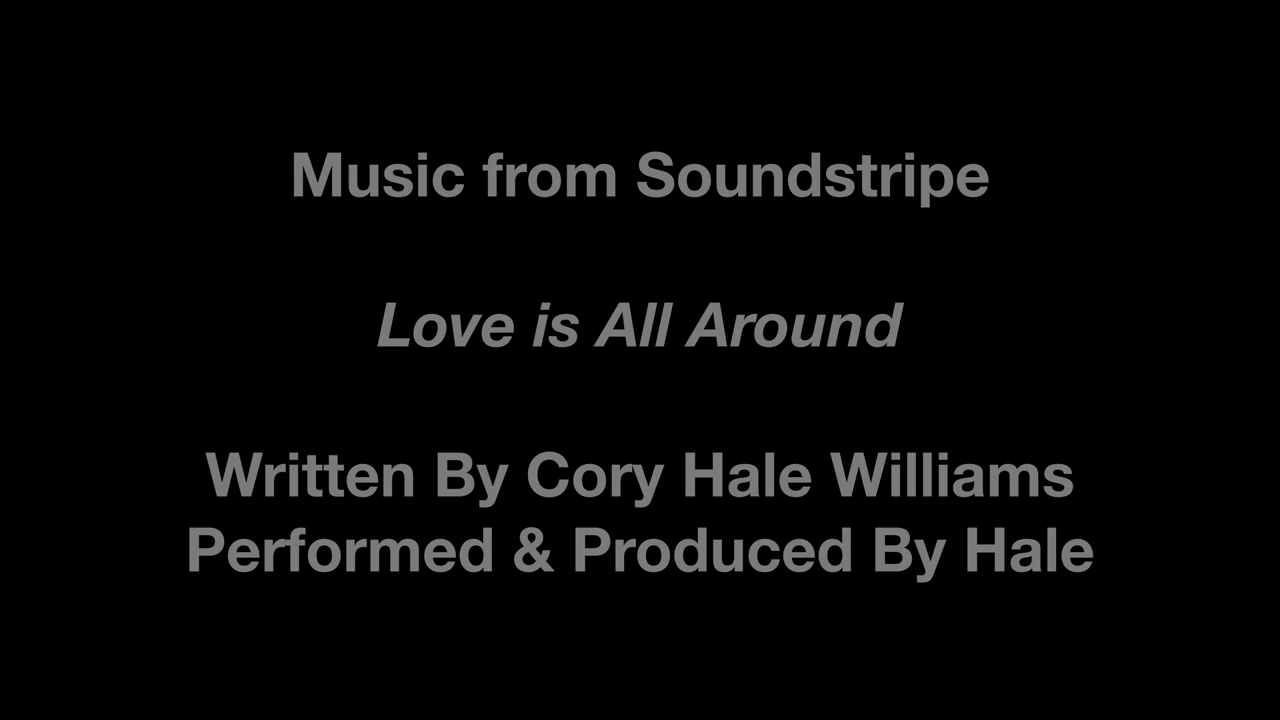 Music from Soundstripe
Love is All Around
Written By Cory Hale Williams
Performed & Produced By Hale